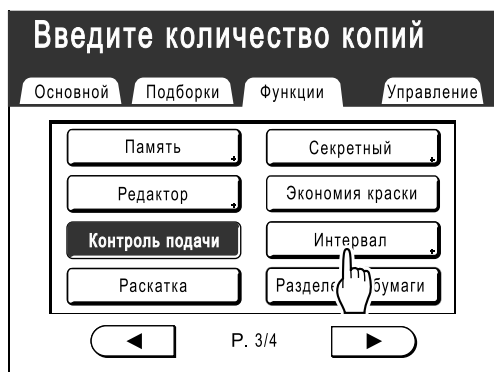 Введите количество копий
Основной Подборки Функции Управление
Память Секретный
Редактор Экономия краски
Контроль подачи Интервал
Раскатка бумаги
P. 3/4